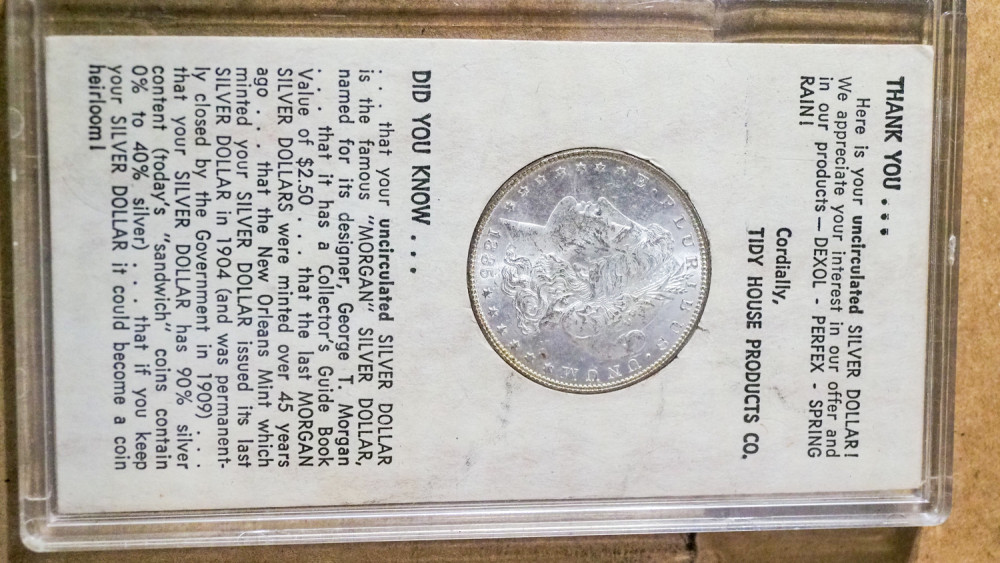 THANK YOU . . .
Here is your uncirculated SILVER DOLLAR!
We appreciate your interest in our offer and
in our products — DEXOL - PERFEX - SPRING
RAIN!
Cordially,
TIDY HOUSE PRODUCTS CO.
E·PLURIBUS·UNUM
1885
DID YOU KNOW . . .
. . . that your uncirculated SILVER DOLLAR
is the famous "MORGAN" SILVER DOLLAR,
named for its designer, George T. Morgan
. . . that it has a Collector's Guide Book
Value of $2.50 . . . that the last MORGAN
SILVER DOLLARS were minted over 45 years
ago . . . that the New Orleans Mint which
minted your SILVER DOLLAR issued its last
SILVER DOLLAR in 1904 (and was permanent-
ly closed by the Government in 1909) . . .
that your SILVER DOLLAR has 90% silver
content (today's "sandwich" coins contain
0% to 40% silver) . . . that if you keep
your SILVER DOLLAR it could become a coin
heirloom!